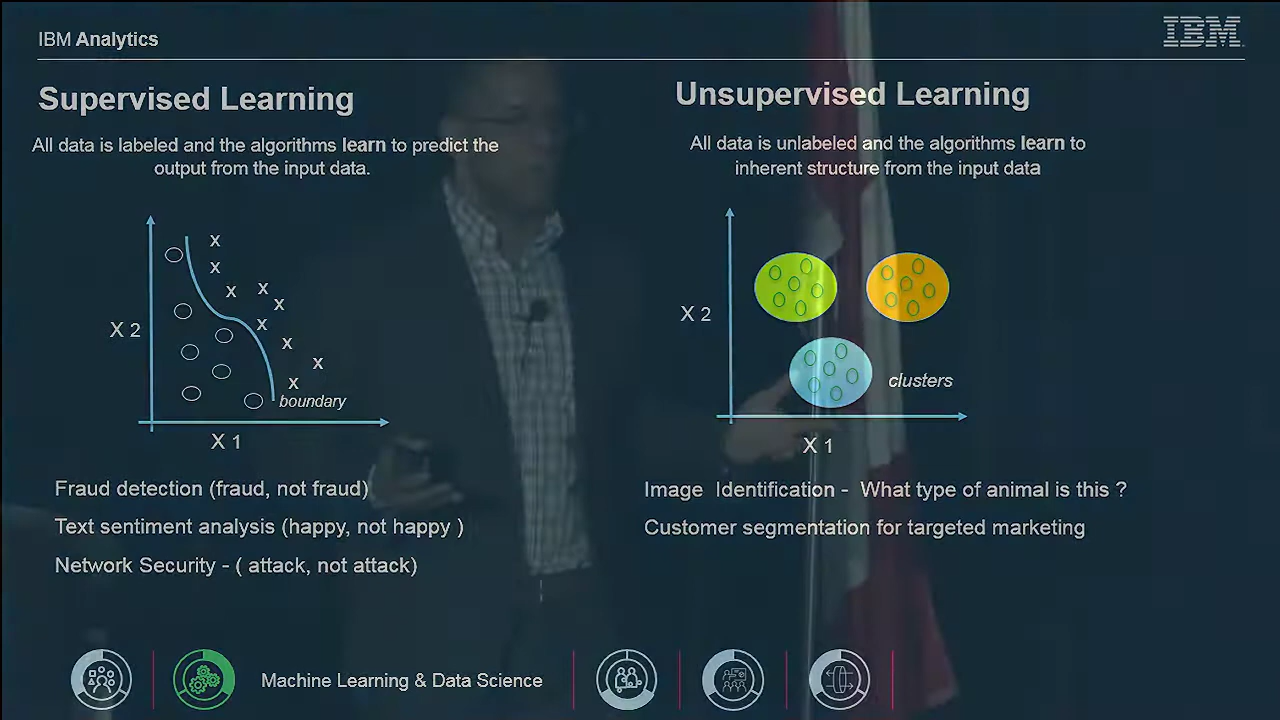 IBM Analytics
IBM
Supervised Learning
All data is labeled and the algorithms learn to predict the
output from the input data.
X 2
x
x
x
x
x
x
x
x
x
boundary
X 1
Fraud detection (fraud, not fraud)
Text sentiment analysis (happy, not happy )
Network Security - ( attack, not attack)
Unsupervised Learning
All data is unlabeled and the algorithms learn to
inherent structure from the input data
X 2
clusters
X 1
Image Identification - What type of animal is this ?
Customer segmentation for targeted marketing
Machine Learning & Data Science